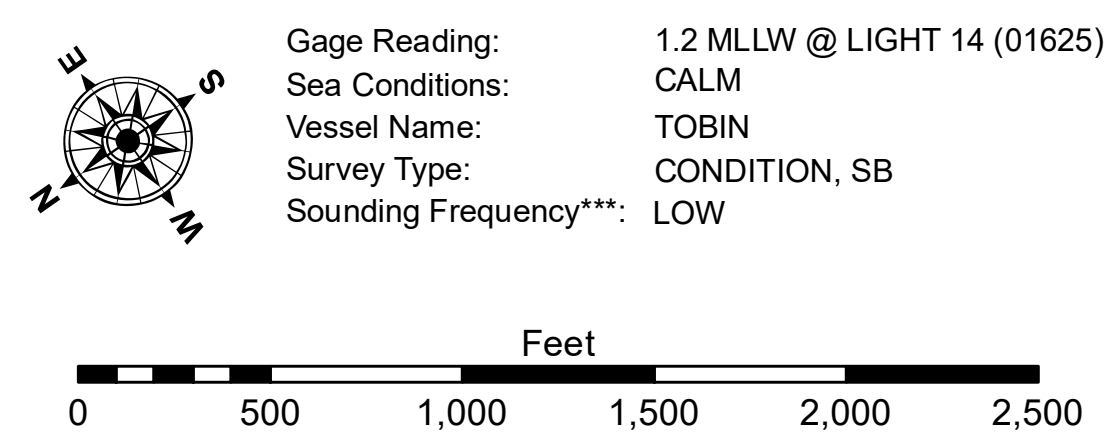 E
S
N
W
Gage Reading: 1.2 MLLW @ LIGHT 14 (01625)
Sea Conditions: CALM
Vessel Name: TOBIN
Survey Type: CONDITION, SB
Sounding Frequency***: LOW
Feet
0 500 1,000 1,500 2,000 2,500